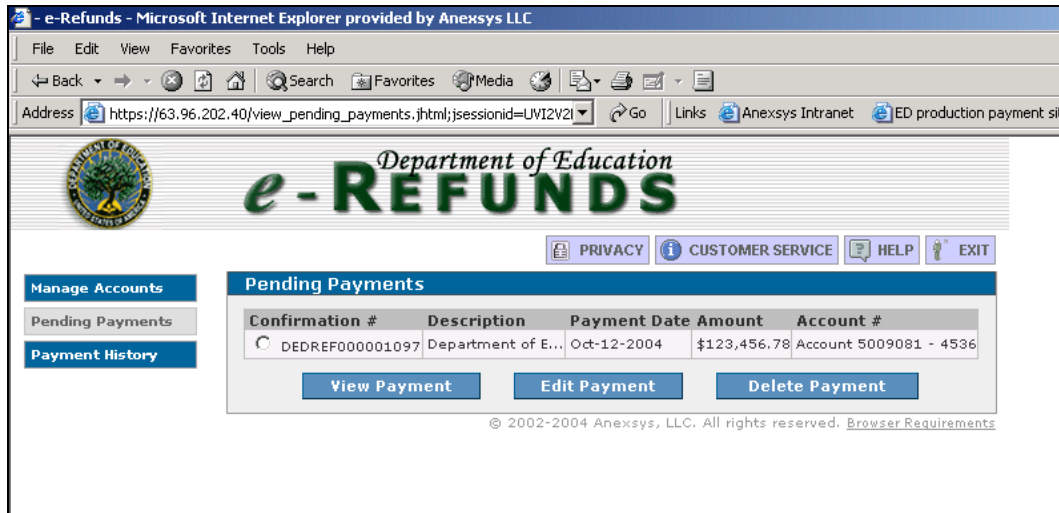 - e-Refunds - Microsoft Internet Explorer provided by Anexsys LLC
File Edit View Favorites Tools Help
Back Search Favorites Media
Address https://63.96.202.40/view_pending_payments.jhtml;jsessionid=UVI2V2 Go Links Anexsys Intranet ED production payment
Department of Education
e-REFUNDS
PRIVACY CUSTOMER SERVICE HELP EXIT
Manage Accounts
Pending Payments
Payment History
Pending Payments
Confirmation # Description Payment Date Amount Account #
DEDREF000001097 Department of E... Oct-12-2004 $123,456.78 Account 5009081 - 4536
View Payment Edit Payment Delete Payment
© 2002-2004 Anexsys, LLC. All rights reserved. Browser Requirements